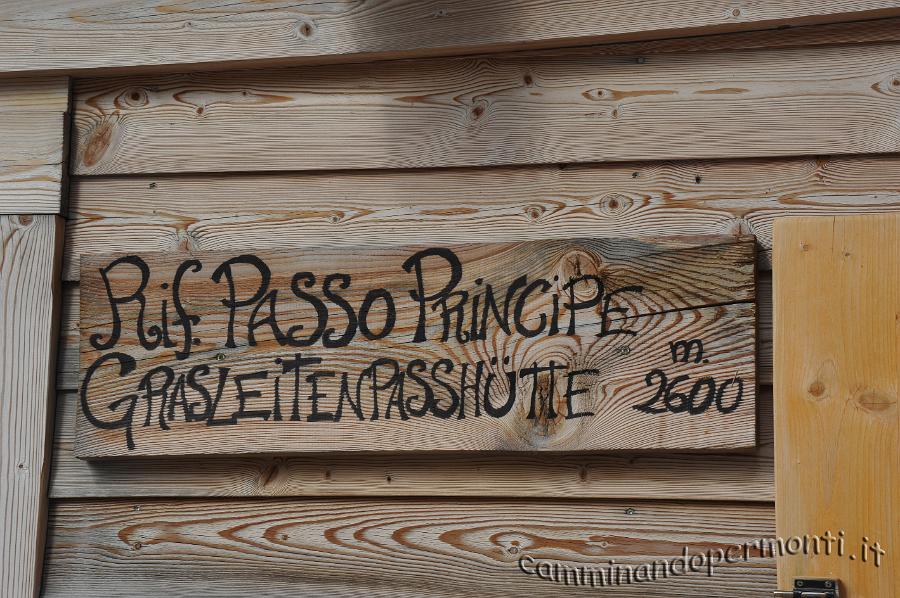 Rif. Passo Principe
Grasleitenpasshütte
m.
2600
camminandopermonti.it